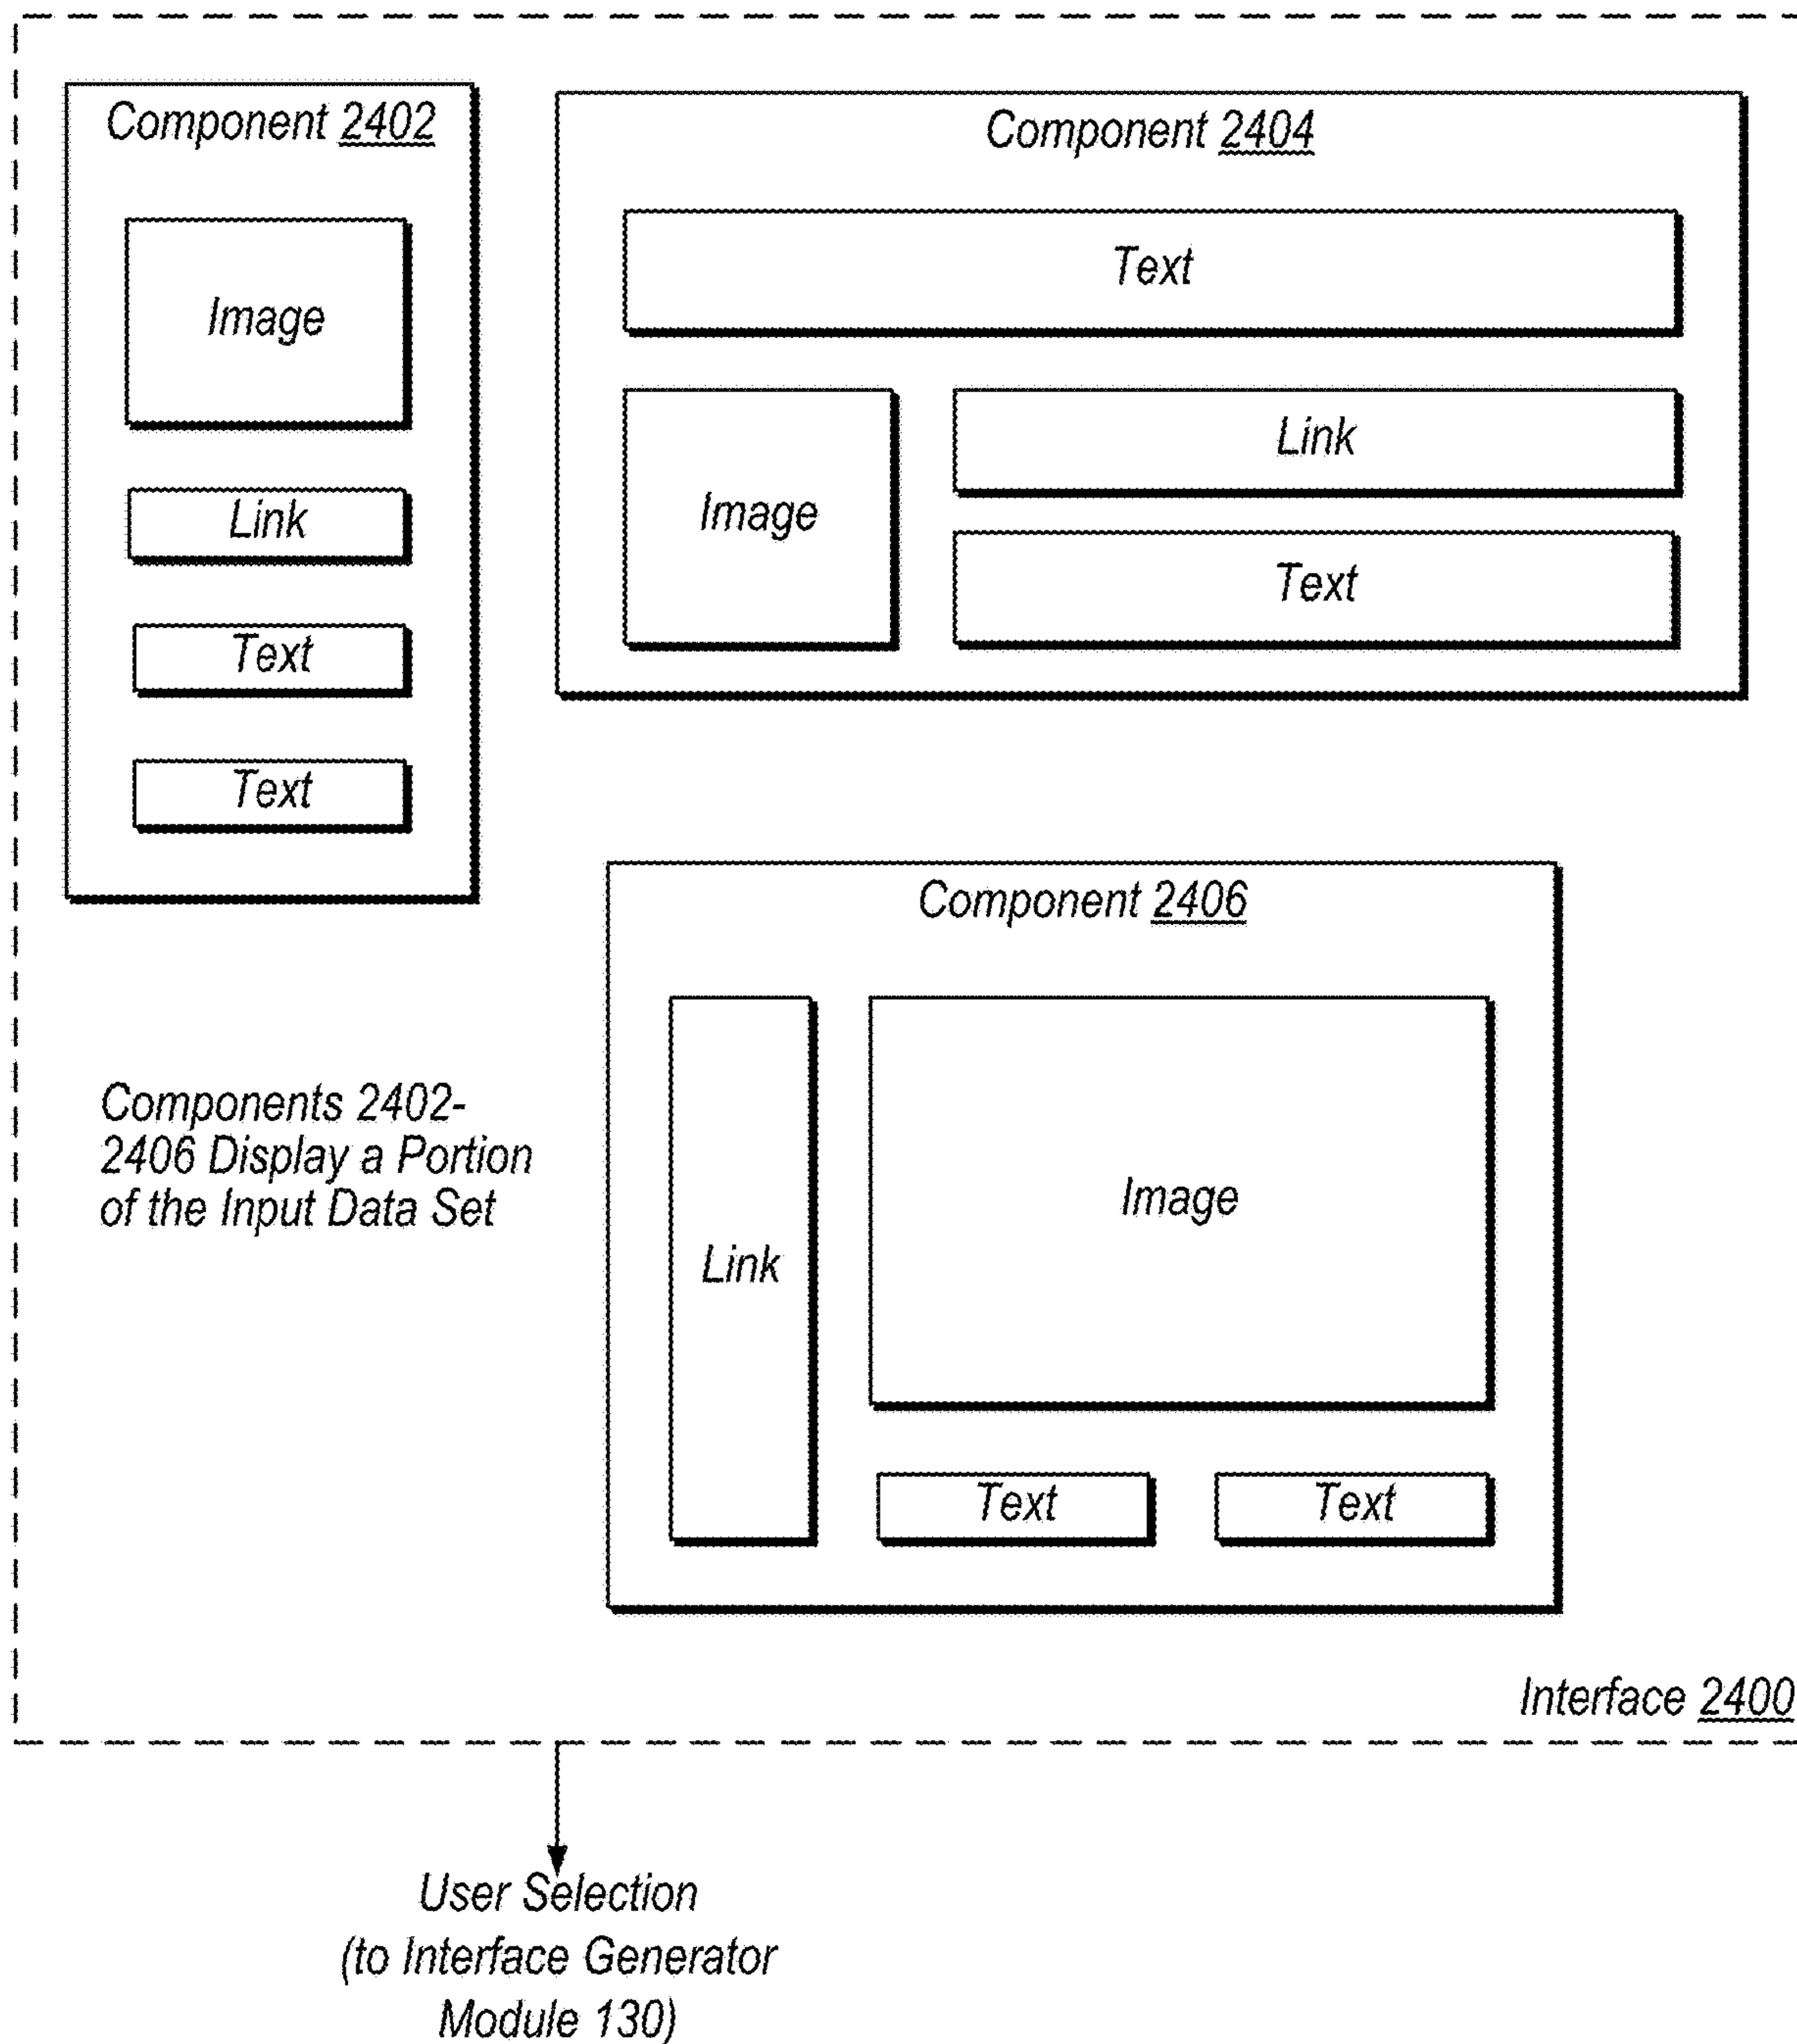 Component 2402
Image
Link
Text
Text
Component 2404
Text
Image
Link
Text
Component 2406
Link
Image
Text
Text
Components 2402-
2406 Display a Portion
of the Input Data Set
Interface 2400
User Selection
(to Interface Generator
Module 130)